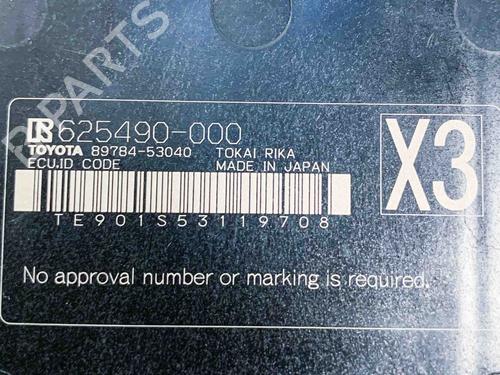 625490-000
TOYOTA 89784-53040 TOKAI RIKA
ECU.ID CODE MADE IN JAPAN
X3
TE901S53119708
No approval number or marking is required.